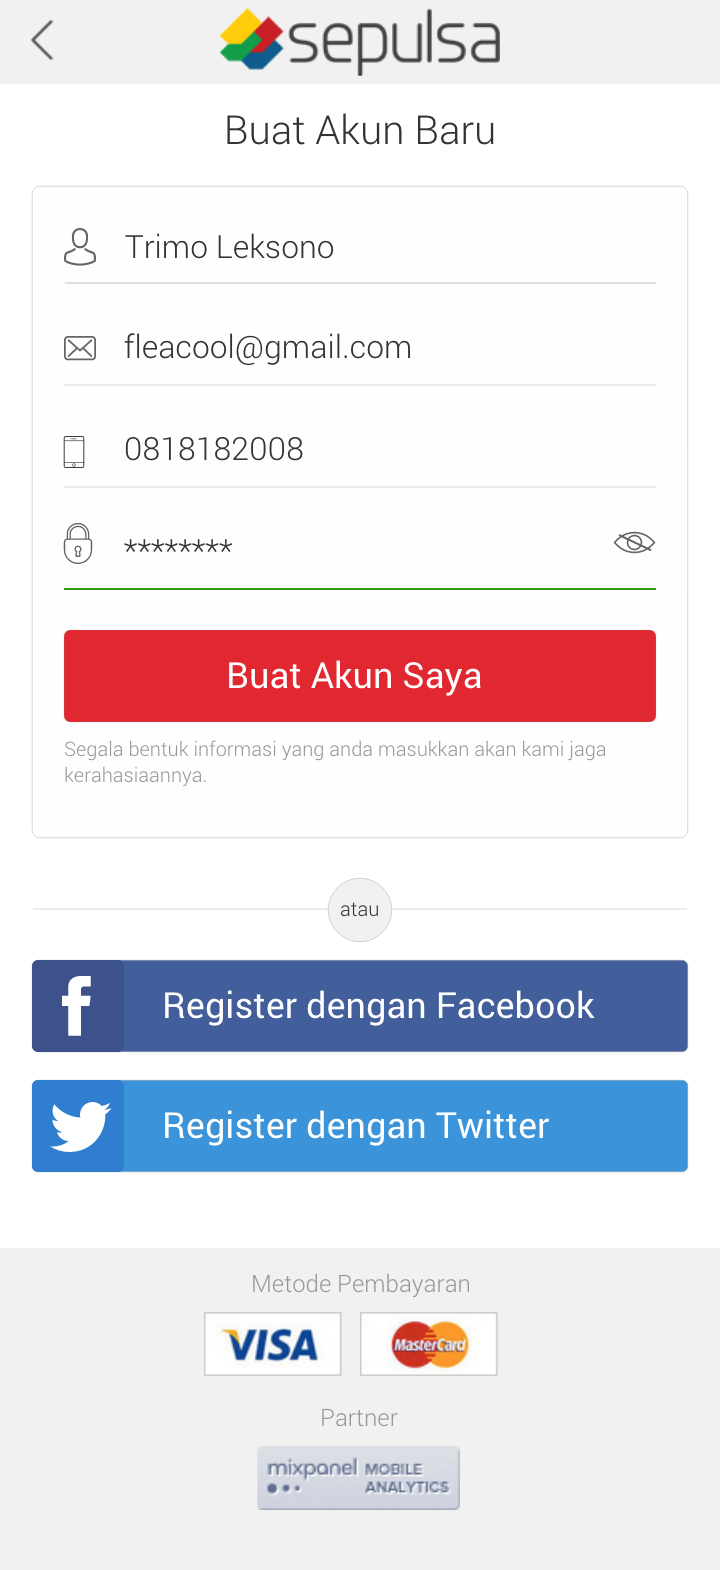 sepulsa
Buat Akun Baru
Trimo Leksono
fleacool@gmail.com
0818182008
********
Buat Akun Saya
Segala bentuk informasi yang anda masukkan akan kami jaga
kerahasiaannya.
atau
f
Register dengan Facebook
Register dengan Twitter
Metode Pembayaran
VISA
MasterCard
Partner
mixpanel MOBILE
ANALYTICS